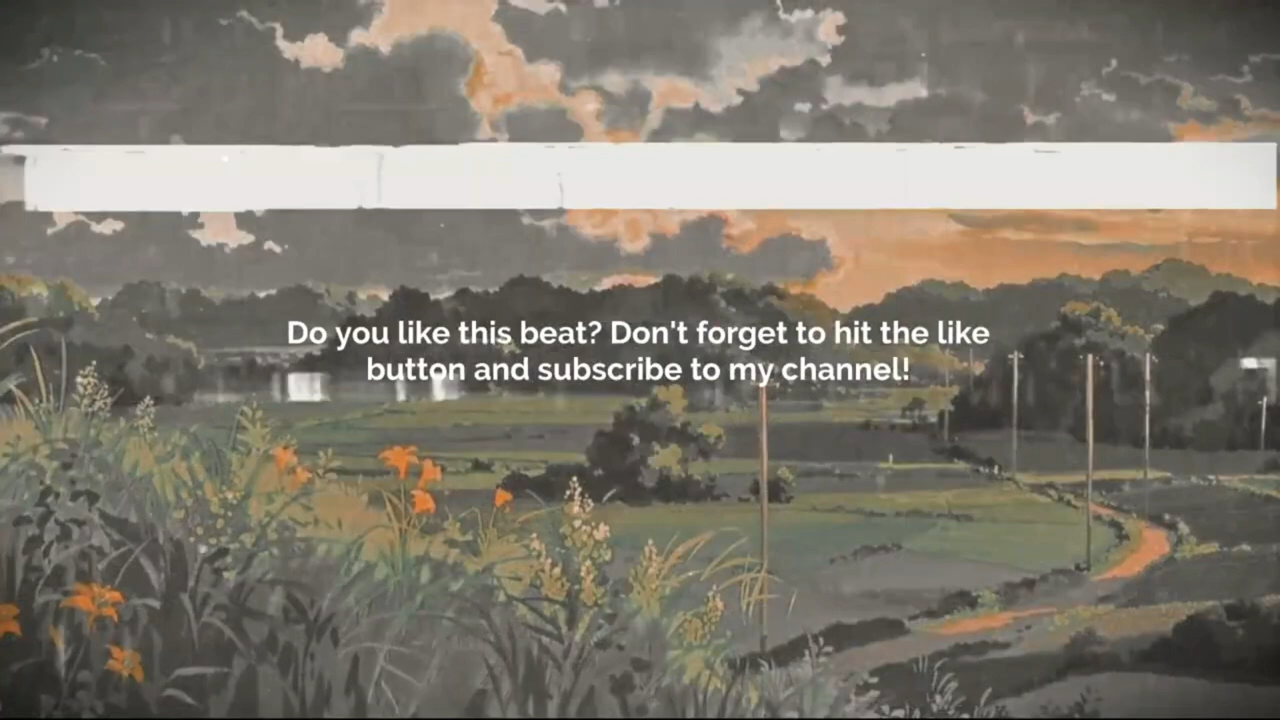 Do you like this beat? Don't forget to hit the like
button and subscribe to my channel!